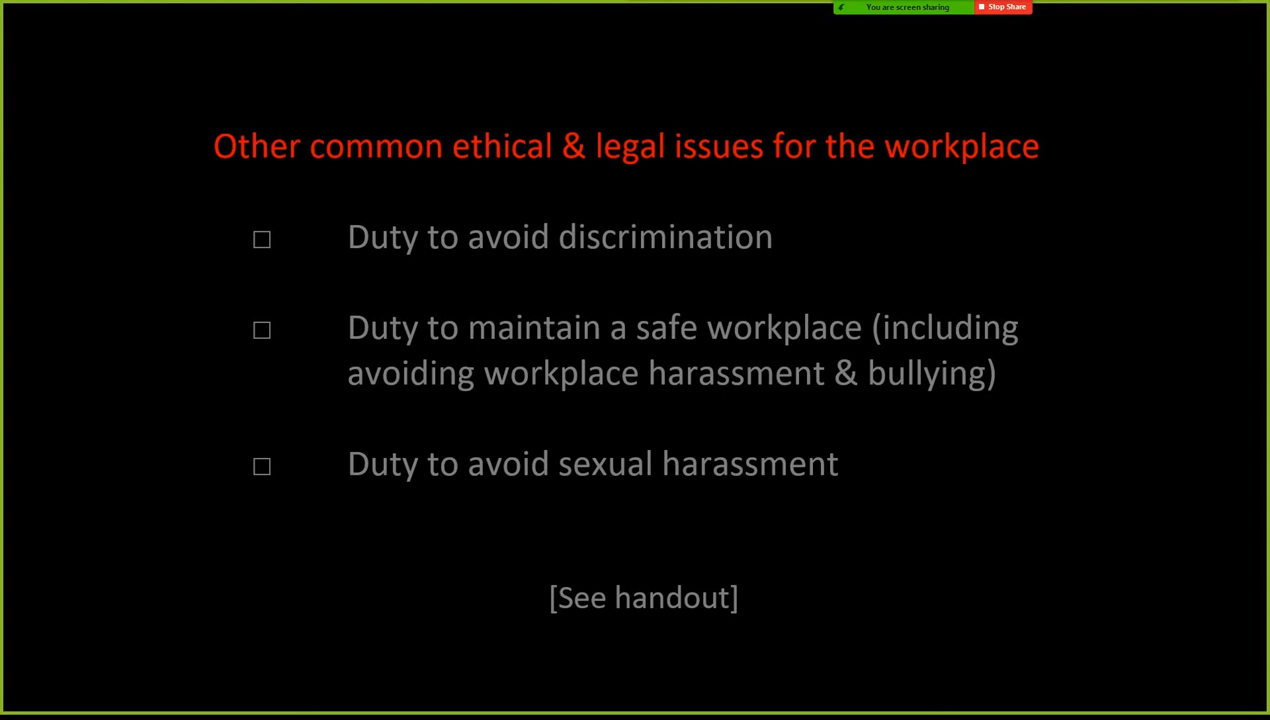 You are screen sharing
Stop Share
Other common ethical & legal issues for the workplace
Duty to avoid discrimination
Duty to maintain a safe workplace (including
avoiding workplace harassment & bullying)
Duty to avoid sexual harassment
[See handout]